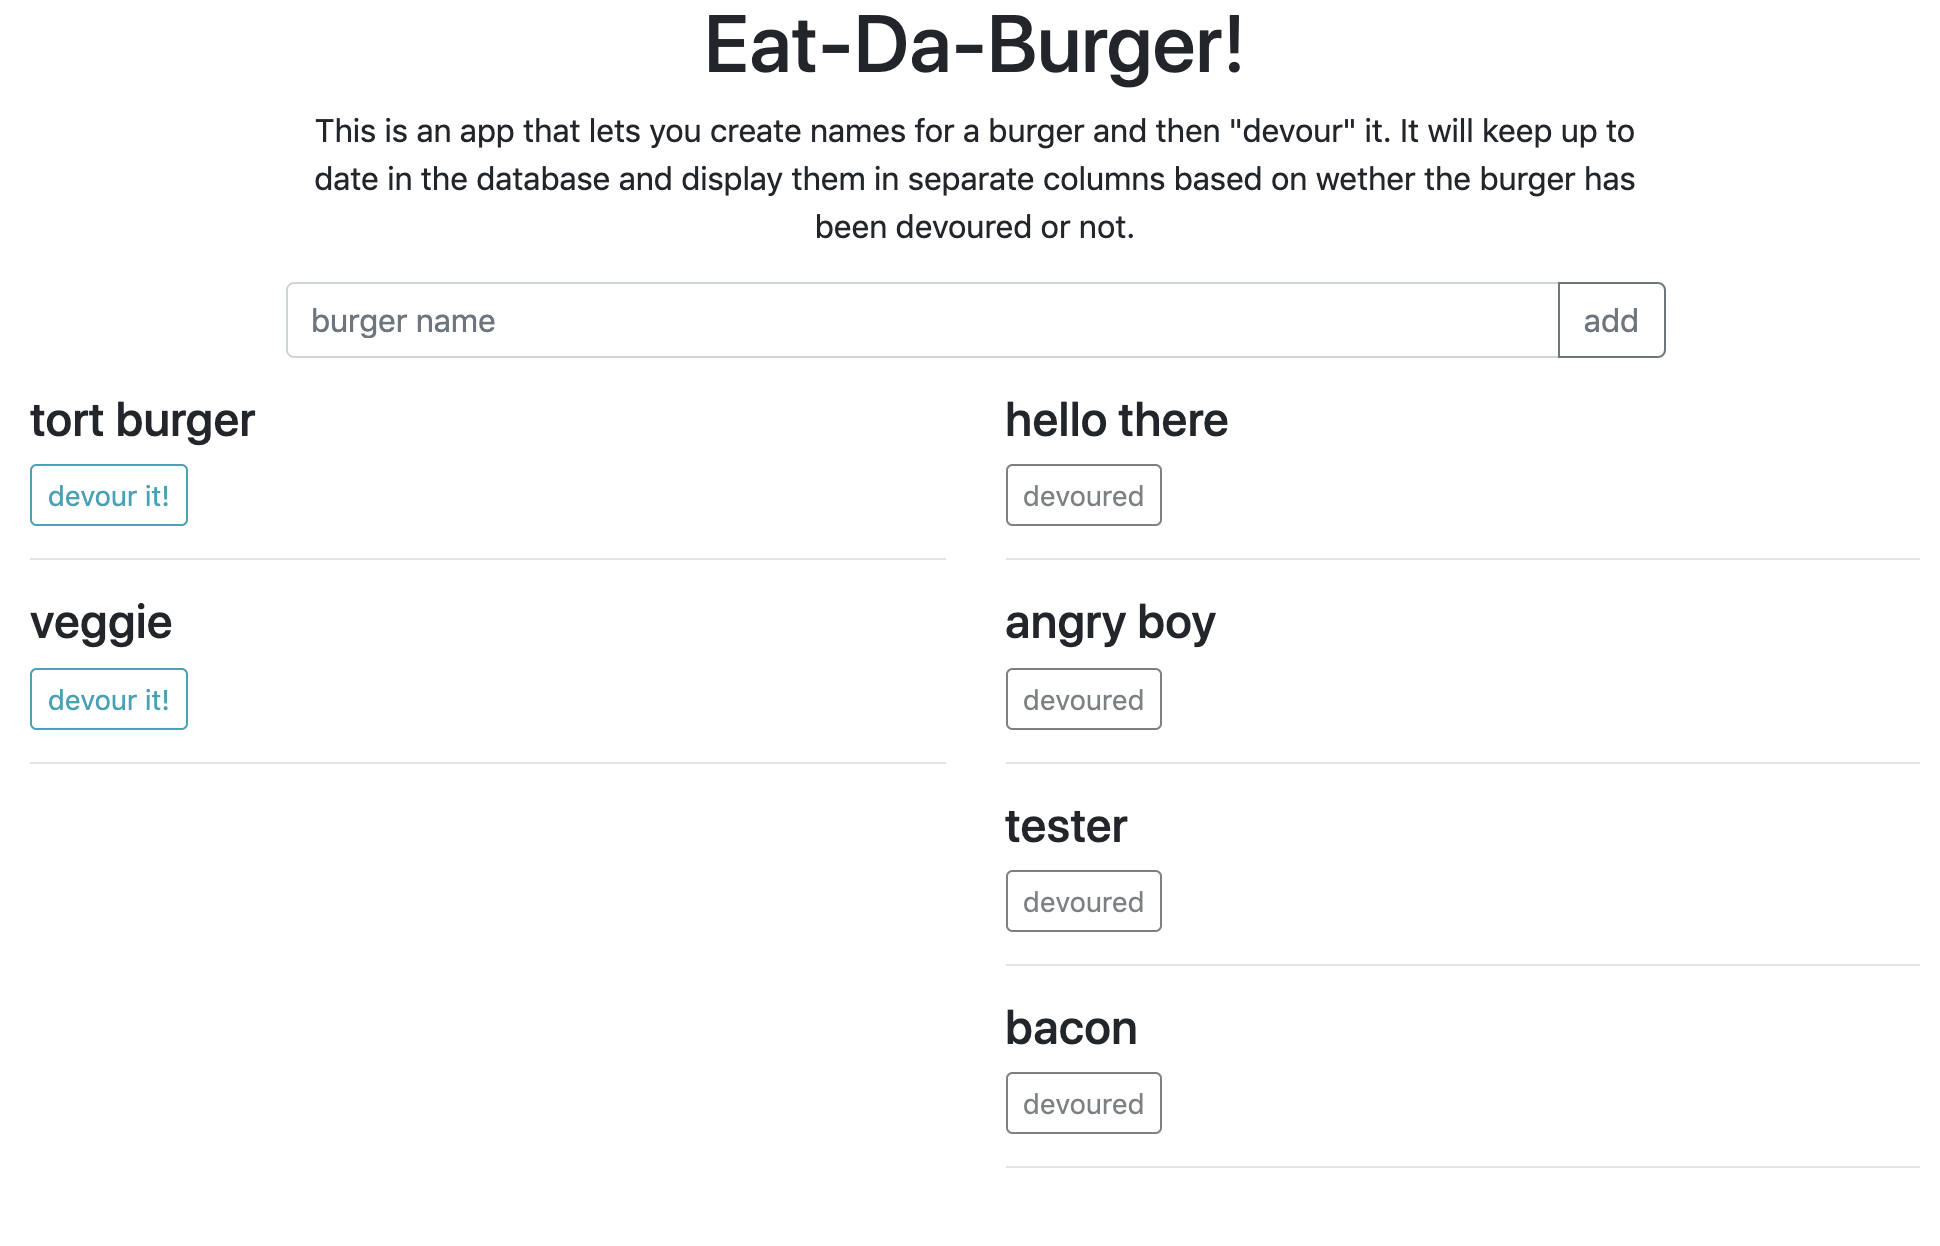 Eat-Da-Burger!
This is an app that lets you create names for a burger and then "devour" it. It will keep up to
date in the database and display them in separate columns based on wether the burger has
been devoured or not.
burger name
add
tort burger
devour it!
veggie
devour it!
hello there
devoured
angry boy
devoured
tester
devoured
bacon
devoured